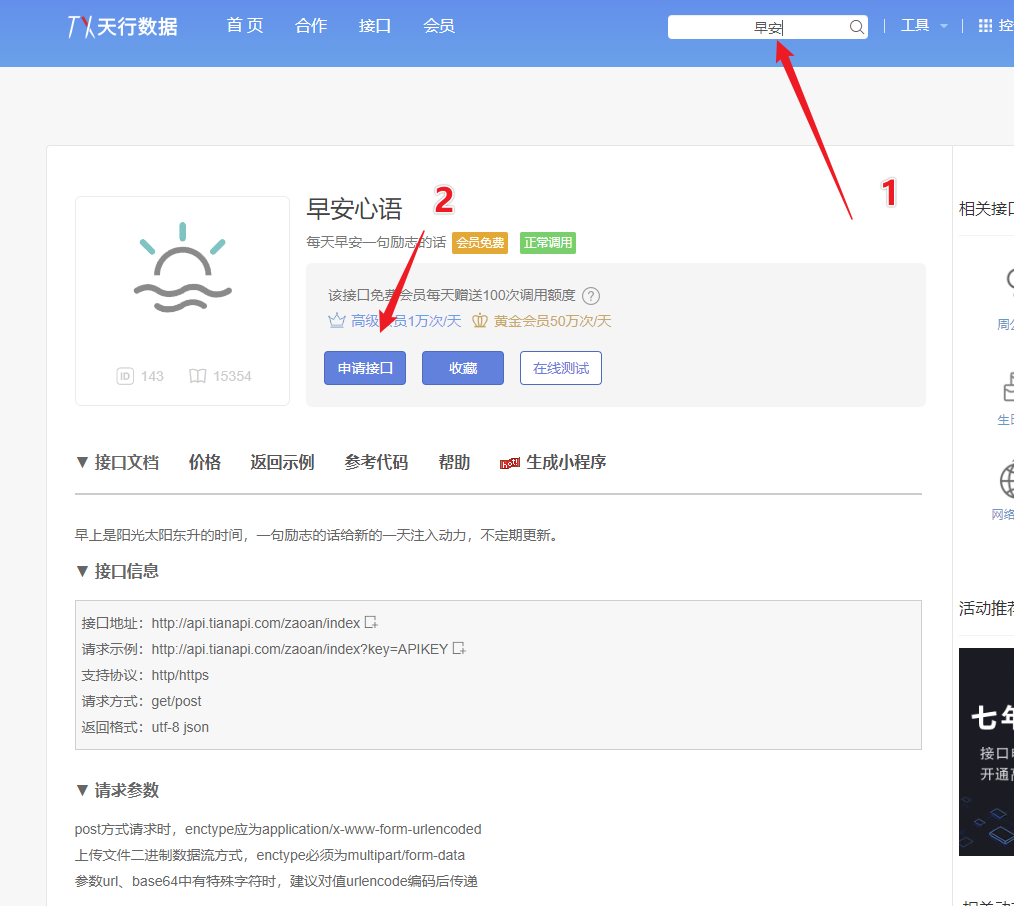 TX天行数据 首页 合作 接口 会员 早安 工具 控
1
2
早安心语
每天早安一句励志的话 会员免费 正常调用
该接口免费会员每天赠送100次调用额度 ?
高级会员1万次/天 黄金会员50万次/天
申请接口 收藏 在线测试
ID 143 15354
▼ 接口文档 价格 返回示例 参考代码 帮助 HOT 生成小程序
早上是阳光太阳东升的时间，一句励志的话给新的一天注入动力，不定期更新。
▼ 接口信息
接口地址：http://api.tianapi.com/zaoan/index
请求示例：http://api.tianapi.com/zaoan/index?key=APIKEY
支持协议：http/https
请求方式：get/post
返回格式：utf-8 json
▼ 请求参数
post方式请求时，enctype应为application/x-www-form-urlencoded
上传文件二进制数据流方式，enctype必须为multipart/form-data
参数url、base64中有特殊字符时，建议对值urlencode编码后传递
相关接口
周公
生日
网络
活动推荐
七年
接口
开通高